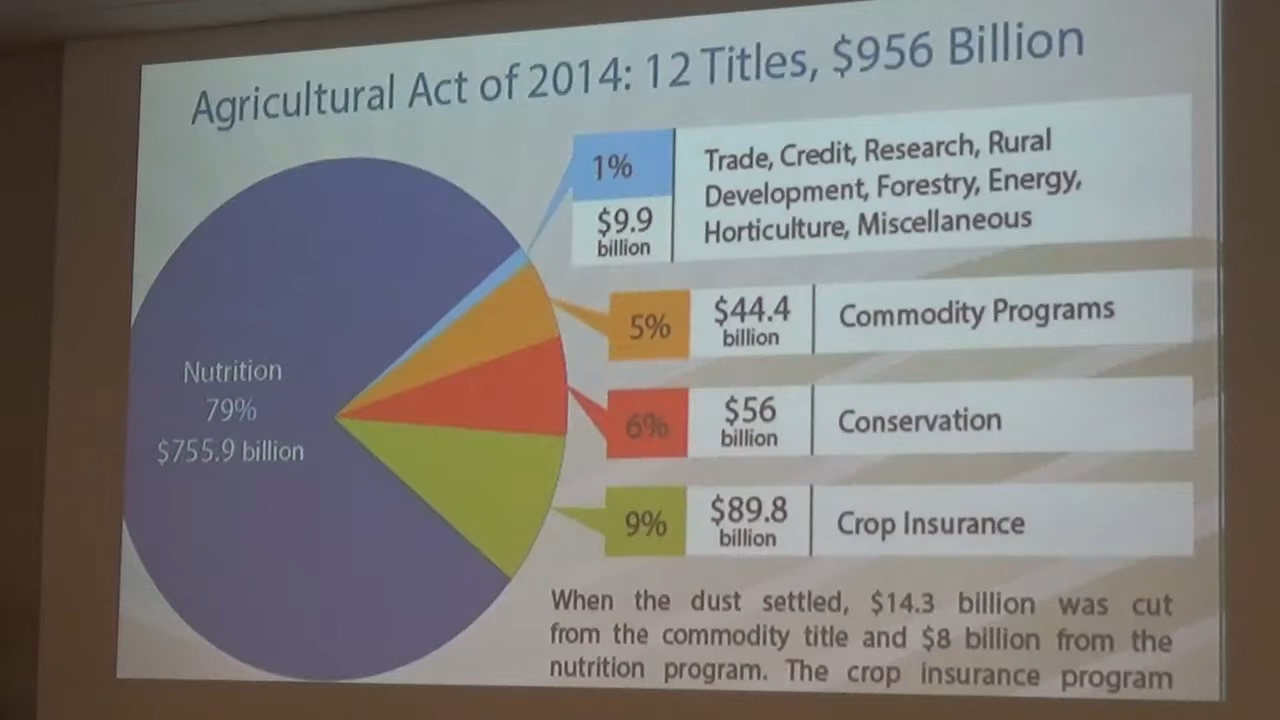 Agricultural Act of 2014: 12 Titles, $956 Billion
1%
$9.9
billion
Trade, Credit, Research, Rural
Development, Forestry, Energy,
Horticulture, Miscellaneous
5%
$44.4
billion
Commodity Programs
Nutrition
79%
$755.9 billion
6%
$56
billion
Conservation
9%
$89.8
billion
Crop Insurance
When the dust settled, $14.3 billion was cut
from the commodity title and $8 billion from the
nutrition program. The crop insurance program